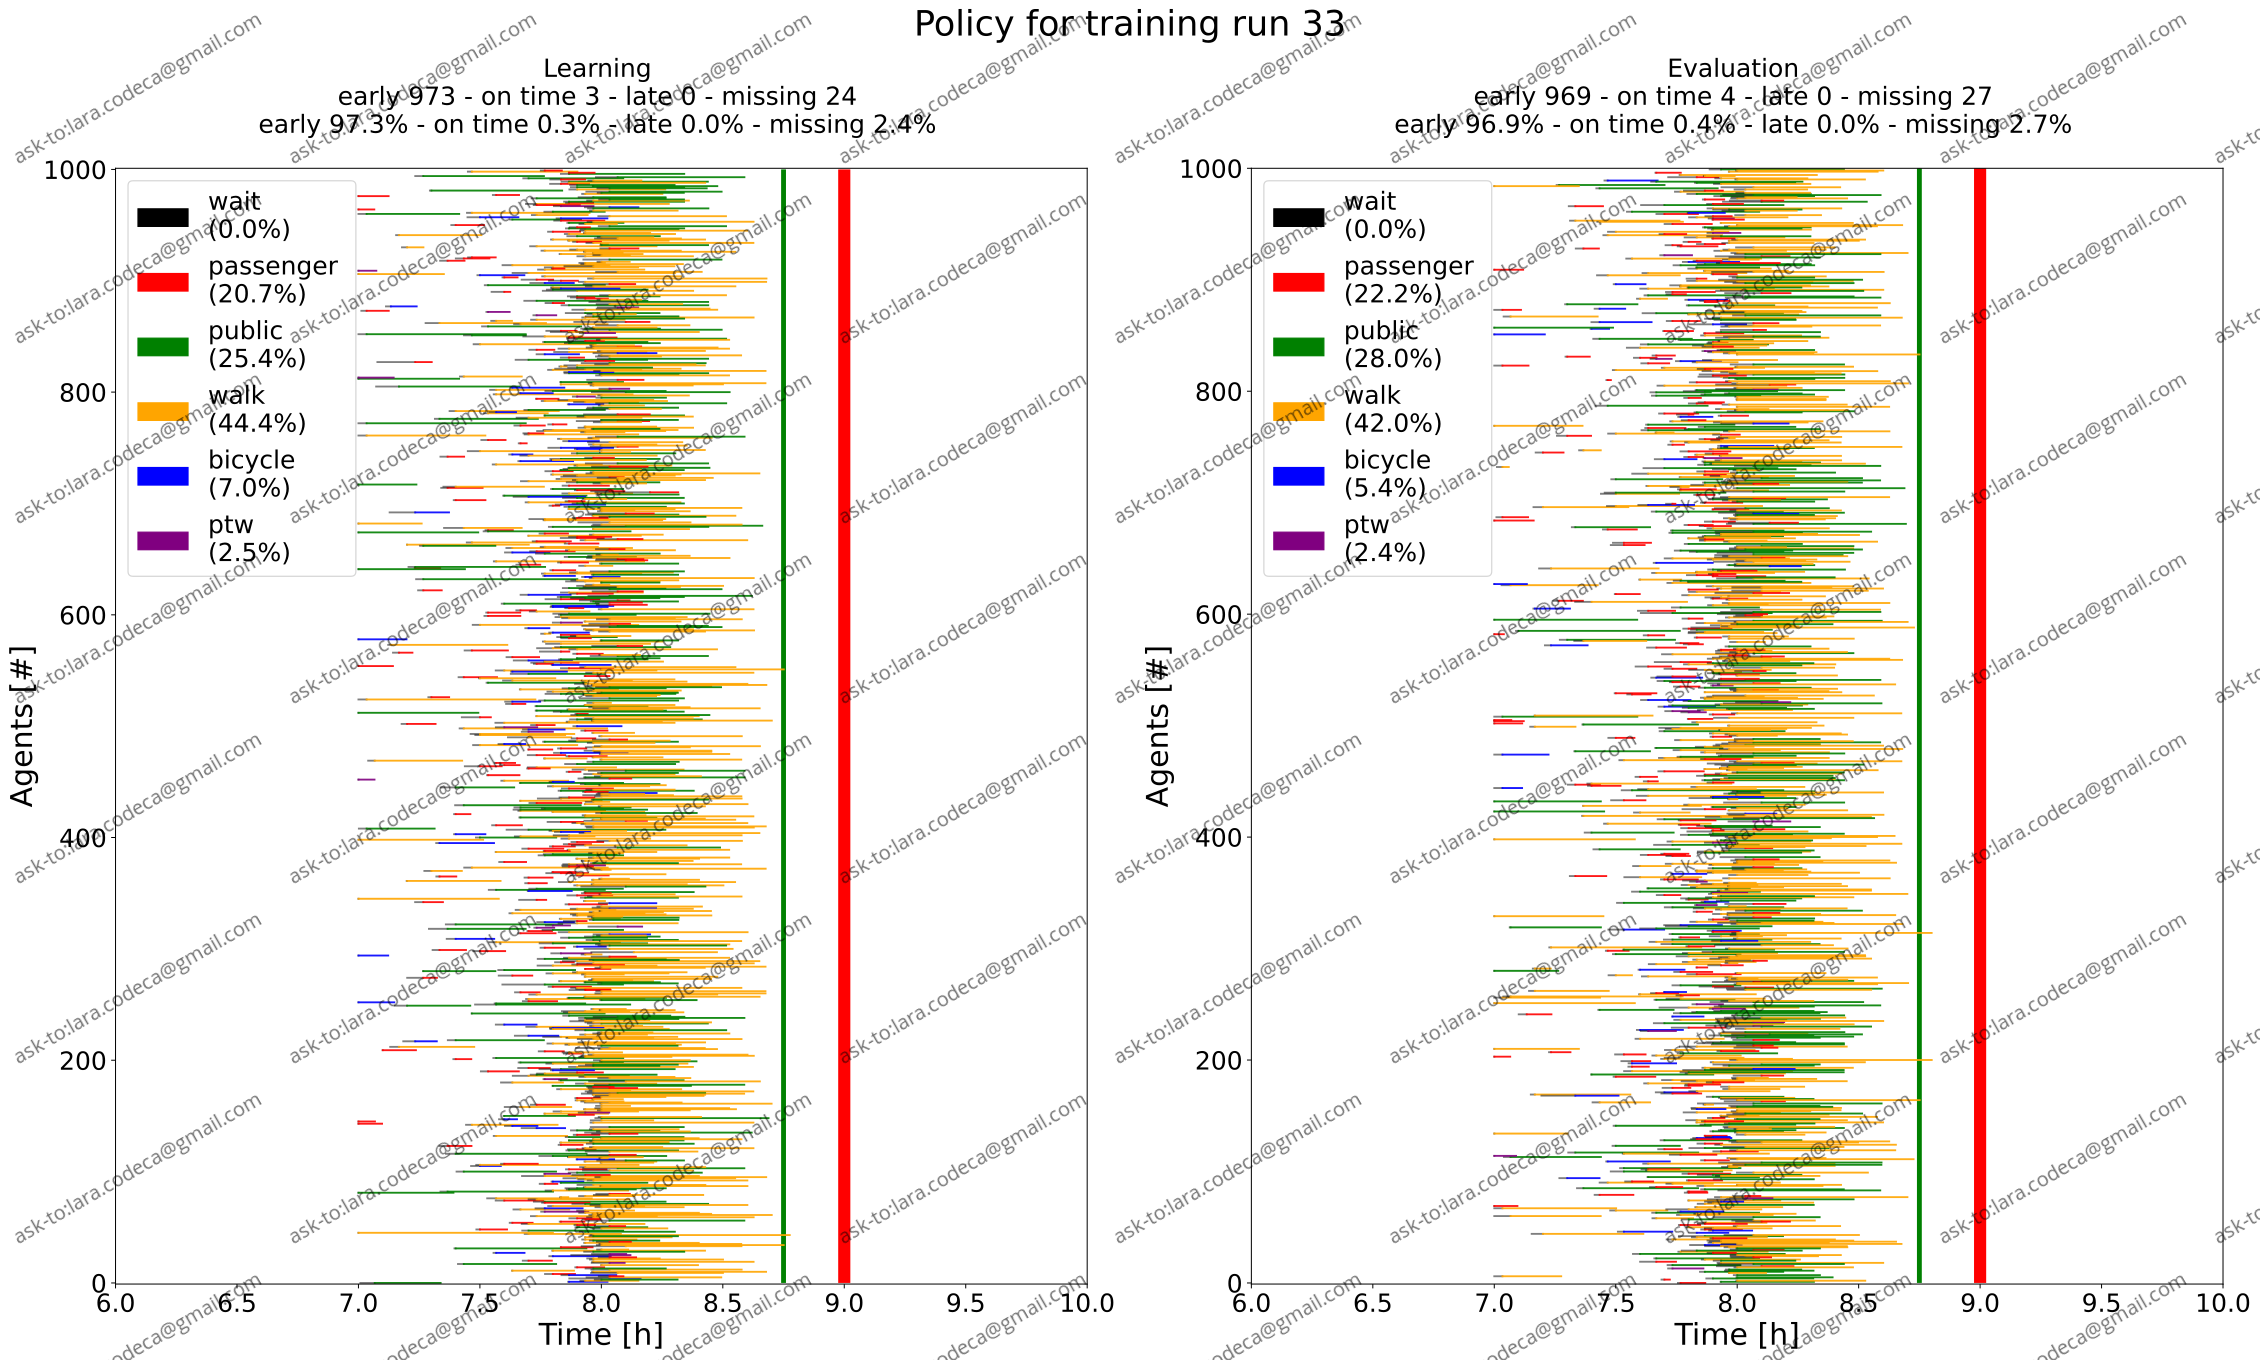 Policy for training run 33
Learning
early 973 - on time 3 - late 0 - missing 24
early 97.3% - on time 0.3% - late 0.0% - missing 2.4%
1000
800
600
400
200
0
Agents [#]
wait
(0.0%)
passenger
(20.7%)
public
(25.4%)
walk
(44.4%)
bicycle
(7.0%)
ptw
(2.5%)
6.0 6.5 7.0 7.5 8.0 8.5 9.0 9.5 10.0
Time [h]
Evaluation
early 969 - on time 4 - late 0 - missing 27
early 96.9% - on time 0.4% - late 0.0% - missing 2.7%
1000
800
600
400
200
0
Agents [#]
wait
(0.0%)
passenger
(22.2%)
public
(28.0%)
walk
(42.0%)
bicycle
(5.4%)
ptw
(2.4%)
6.0 6.5 7.0 7.5 8.0 8.5 9.0 9.5 10.0
Time [h]
ask-to:lara.codeca@gmail.com